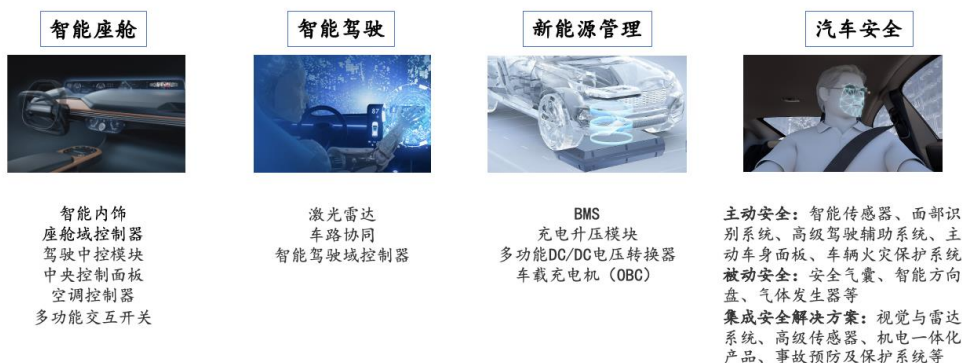 智能座舱
智能驾驶
新能源管理
汽车安全
智能内饰
座舱域控制器
驾驶中控模块
中央控制面板
空调控制器
多功能交互开关
激光雷达
车路协同
智能驾驶域控制器
BMS
充电升压模块
多功能DC/DC电压转换器
车载充电机（OBC）
主动安全：智能传感器、面部识
别系统、高级驾驶辅助系统、主
动车身面板、车辆火灾保护系统
被动安全：安全气囊、智能方向
盘、气体发生器等
集成安全解决方案：视觉与雷达
系统、高级传感器、机电一体化
产品、事故预防及保护系统等